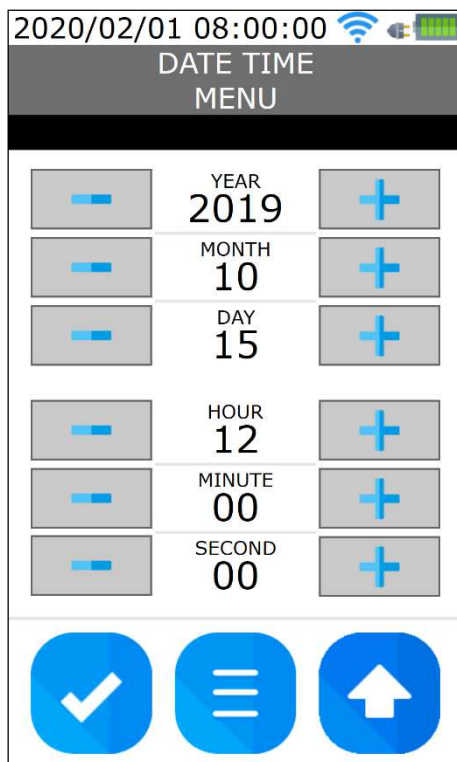 2020/02/01 08:00:00
DATE TIME
MENU
YEAR
2019
MONTH
10
DAY
15
HOUR
12
MINUTE
00
SECOND
00